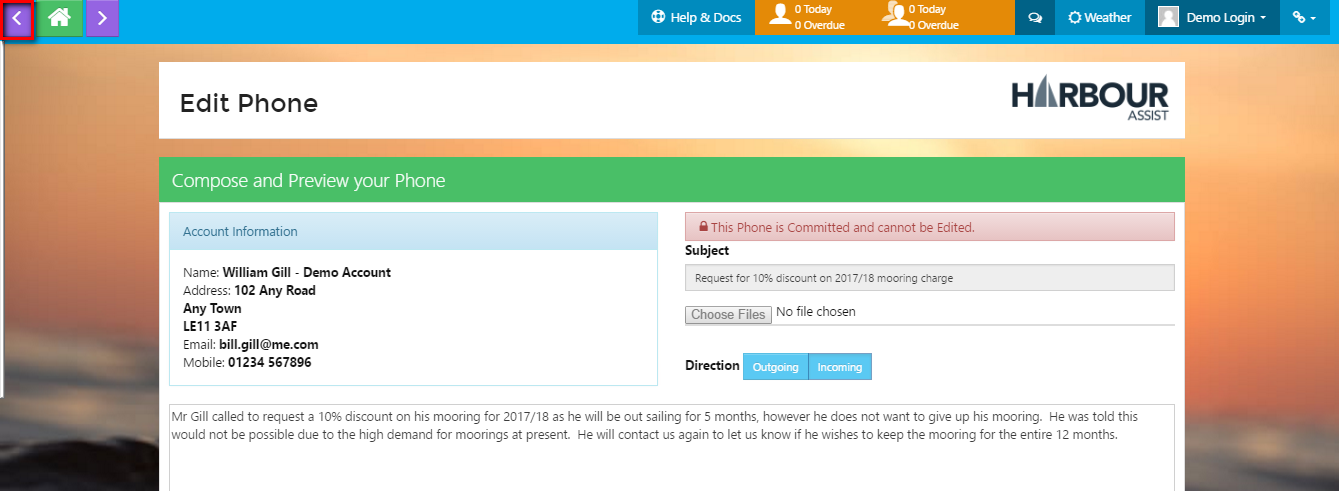 Help & Docs
0 Today
0 Overdue
0 Today
0 Overdue
Weather
Demo Login
Edit Phone
HARBOUR
ASSIST
Compose and Preview your Phone
Account Information
Name: William Gill - Demo Account
Address: 102 Any Road
Any Town
LE11 3AF
Email: bill.gill@me.com
Mobile: 01234 567896
This Phone is Committed and cannot be Edited.
Subject
Request for 10% discount on 2017/18 mooring charge
Choose Files No file chosen
Direction Outgoing Incoming
Mr Gill called to request a 10% discount on his mooring for 2017/18 as he will be out sailing for 5 months, however he does not want to give up his mooring.  He was told this
would not be possible due to the high demand for moorings at present.  He will contact us again to let us know if he wishes to keep the mooring for the entire 12 months.